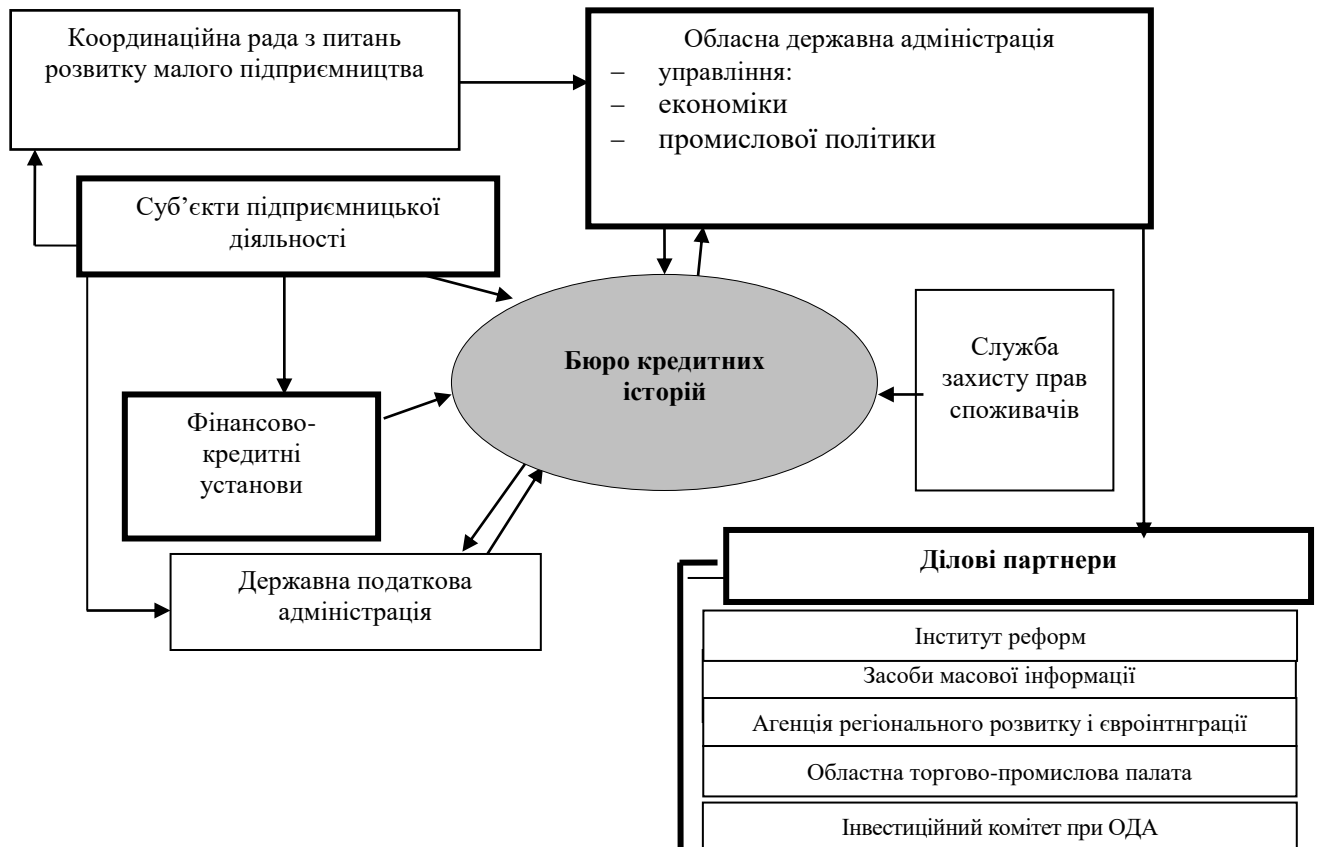 Координаційна рада з питань
розвитку малого підприємництва
Обласна державна адміністрація
– управління:
– економіки
– промислової політики
Суб’єкти підприємницької
діяльності
Бюро кредитних
історій
Служба
захисту прав
споживачів
Фінансово-
кредитні
установи
Державна податкова
адміністрація
Ділові партнери
Інститут реформ
Засоби масової інформації
Агенція регіонального розвитку і євроінтнграції
Областна торгово-промислова палата
Інвестиційний комітет при ОДА